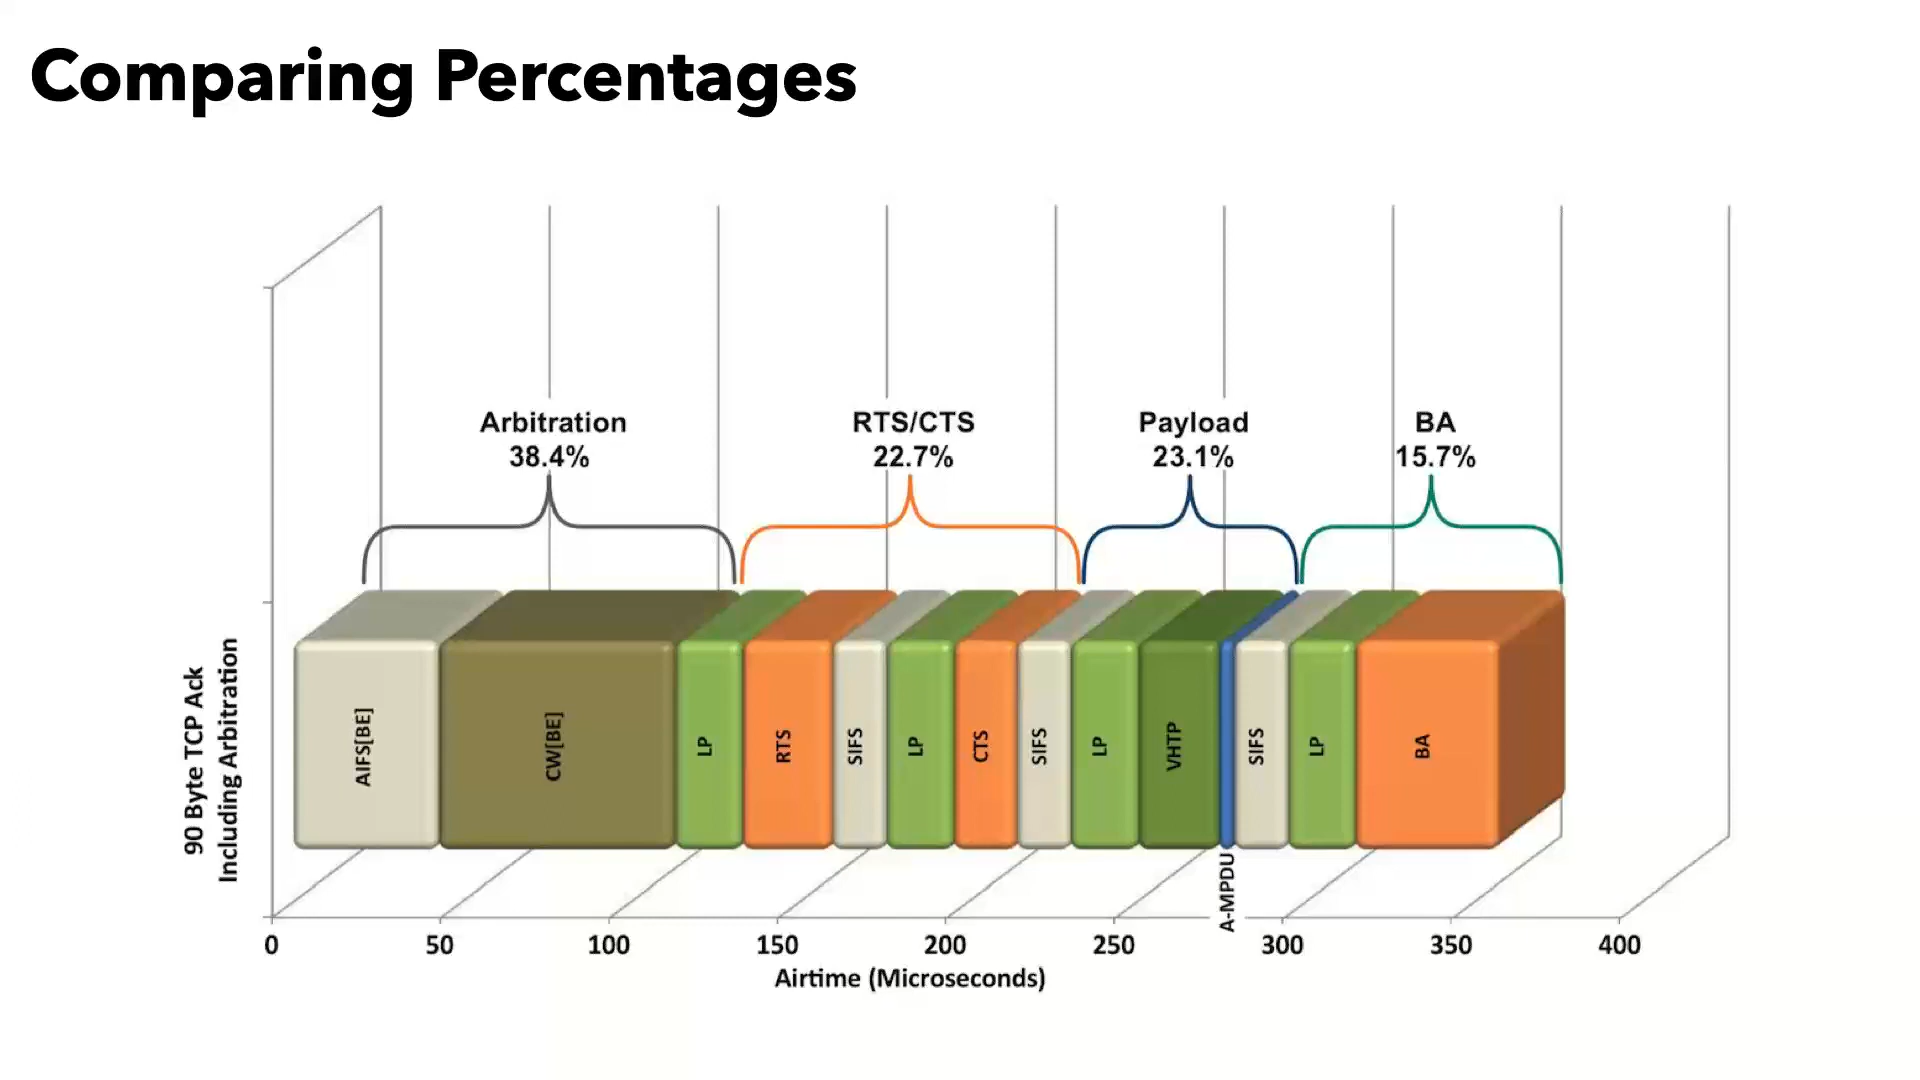 Comparing Percentages
Arbitration
38.4%
RTS/CTS
22.7%
Payload
23.1%
BA
15.7%
90 Byte TCP Ack
Including Arbitration
AIFS[BE]
CW[BE]
LP
RTS
SIFS
LP
CTS
SIFS
LP
VHTP
A-MPDU
SIFS
LP
BA
0
50
100
150
200
250
300
350
400
Airtime (Microseconds)